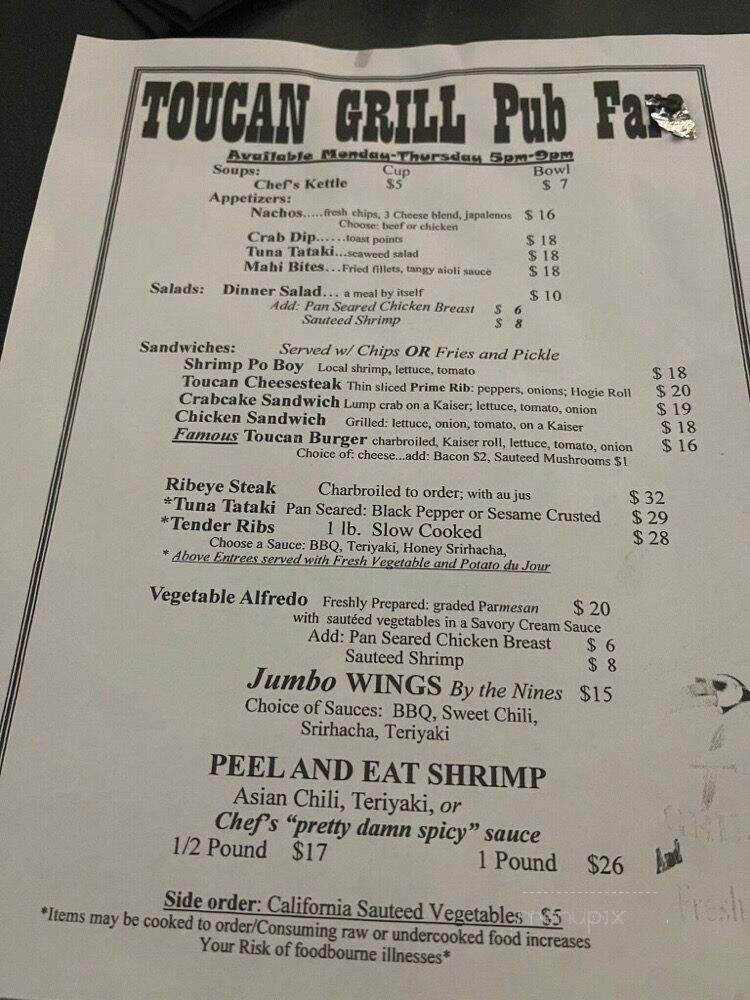 TOUCAN GRILL Pub Fare
Available Monday-Thursday 5pm-9pm
Soups: Cup Bowl
Chef's Kettle $5 $ 7
Appetizers:
Nachos.....fresh chips, 3 Cheese blend, japalenos $ 16
Choose: beef or chicken
Crab Dip......toast points $ 18
Tuna Tataki...seaweed salad $ 18
Mahi Bites...Fried fillets, tangy aioli sauce $ 18
Salads: Dinner Salad... a meal by itself $ 10
Add: Pan Seared Chicken Breast $ 6
Sauteed Shrimp $ 8
Sandwiches: Served w/ Chips OR Fries and Pickle
Shrimp Po Boy Local shrimp, lettuce, tomato $ 18
Toucan Cheesesteak Thin sliced Prime Rib: peppers, onions; Hogie Roll $ 20
Crabcake Sandwich Lump crab on a Kaiser; lettuce, tomato, onion $ 19
Chicken Sandwich Grilled: lettuce, onion, tomato, on a Kaiser $ 18
Famous Toucan Burger charbroiled, Kaiser roll, lettuce, tomato, onion $ 16
Choice of: cheese...add: Bacon $2, Sauteed Mushrooms $1
Ribeye Steak Charbroiled to order; with au jus $ 32
*Tuna Tataki Pan Seared: Black Pepper or Sesame Crusted $ 29
*Tender Ribs 1 lb. Slow Cooked $ 28
Choose a Sauce: BBQ, Teriyaki, Honey Srirhacha,
* Above Entrees served with Fresh Vegetable and Potato du Jour
Vegetable Alfredo Freshly Prepared: graded Parmesan $ 20
with sautéed vegetables in a Savory Cream Sauce
Add: Pan Seared Chicken Breast $ 6
Sauteed Shrimp $ 8
Jumbo WINGS By the Nines $15
Choice of Sauces: BBQ, Sweet Chili,
Srirhacha, Teriyaki
PEEL AND EAT SHRIMP
Asian Chili, Teriyaki, or
Chef's "pretty damn spicy" sauce
1/2 Pound $17 1 Pound $26
And
Fresh
Side order: California Sauteed Vegetables $5
menupix
*Items may be cooked to order/Consuming raw or undercooked food increases
Your Risk of foodbourne illnesses*